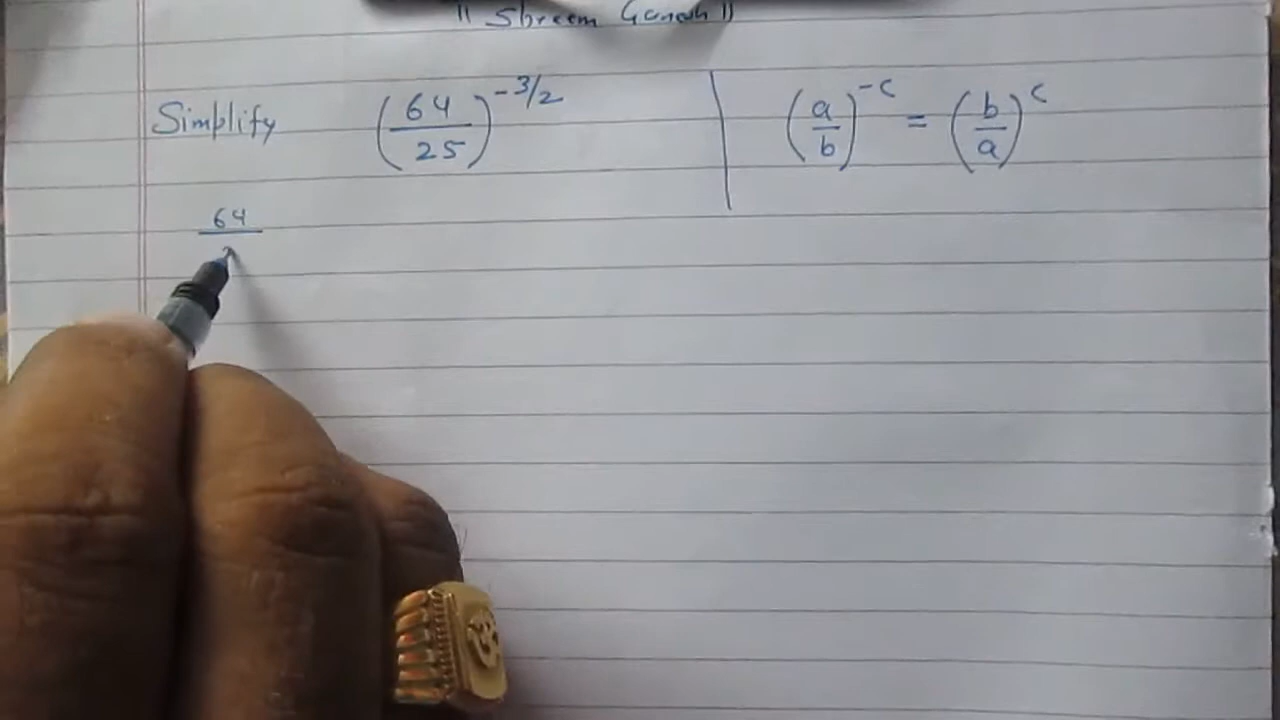 || Shreem Ganesh ||
Simplify (64/25)^-3/2 | (a/b)^-c = (b/a)^c
64